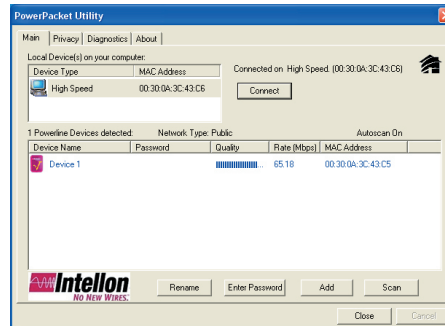 PowerPacket Utility
Main Privacy Diagnostics About
Local Device(s) on your computer:
Device Type MAC Address
High Speed 00:30:0A:3C:43:C6
Connected on High Speed. (00:30:0A:3C:43:C6)
Connect
1 Powerline Devices detected: Network Type: Public Autoscan On
Device Name Password Quality Rate (Mbps) MAC Address
Device 1 65.18 00:30:0A:3C:43:C5
Intellon
NO NEW WIRES.
Rename Enter Password Add Scan
Close Cancel